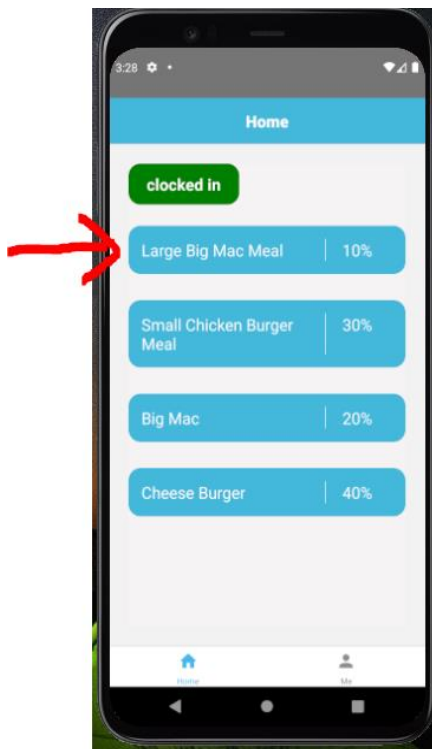 3:28
Home
clocked in
Large Big Mac Meal 10%
Small Chicken Burger 30%
Meal
Big Mac 20%
Cheese Burger 40%
Home Me